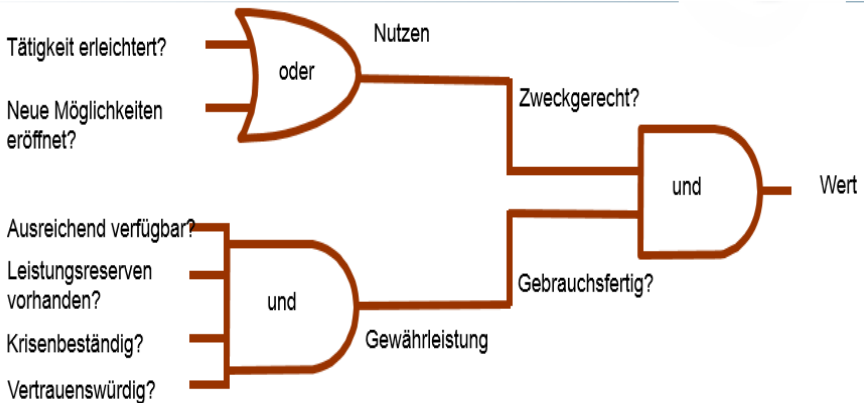 Tätigkeit erleichtert?
Neue Möglichkeiten
eröffnet?
oder
Nutzen
Zweckgerecht?
Ausreichend verfügbar?
Leistungsreserven
vorhanden?
Krisenbeständig?
Vertrauenswürdig?
und
Gewährleistung
Gebrauchsfertig?
und
Wert